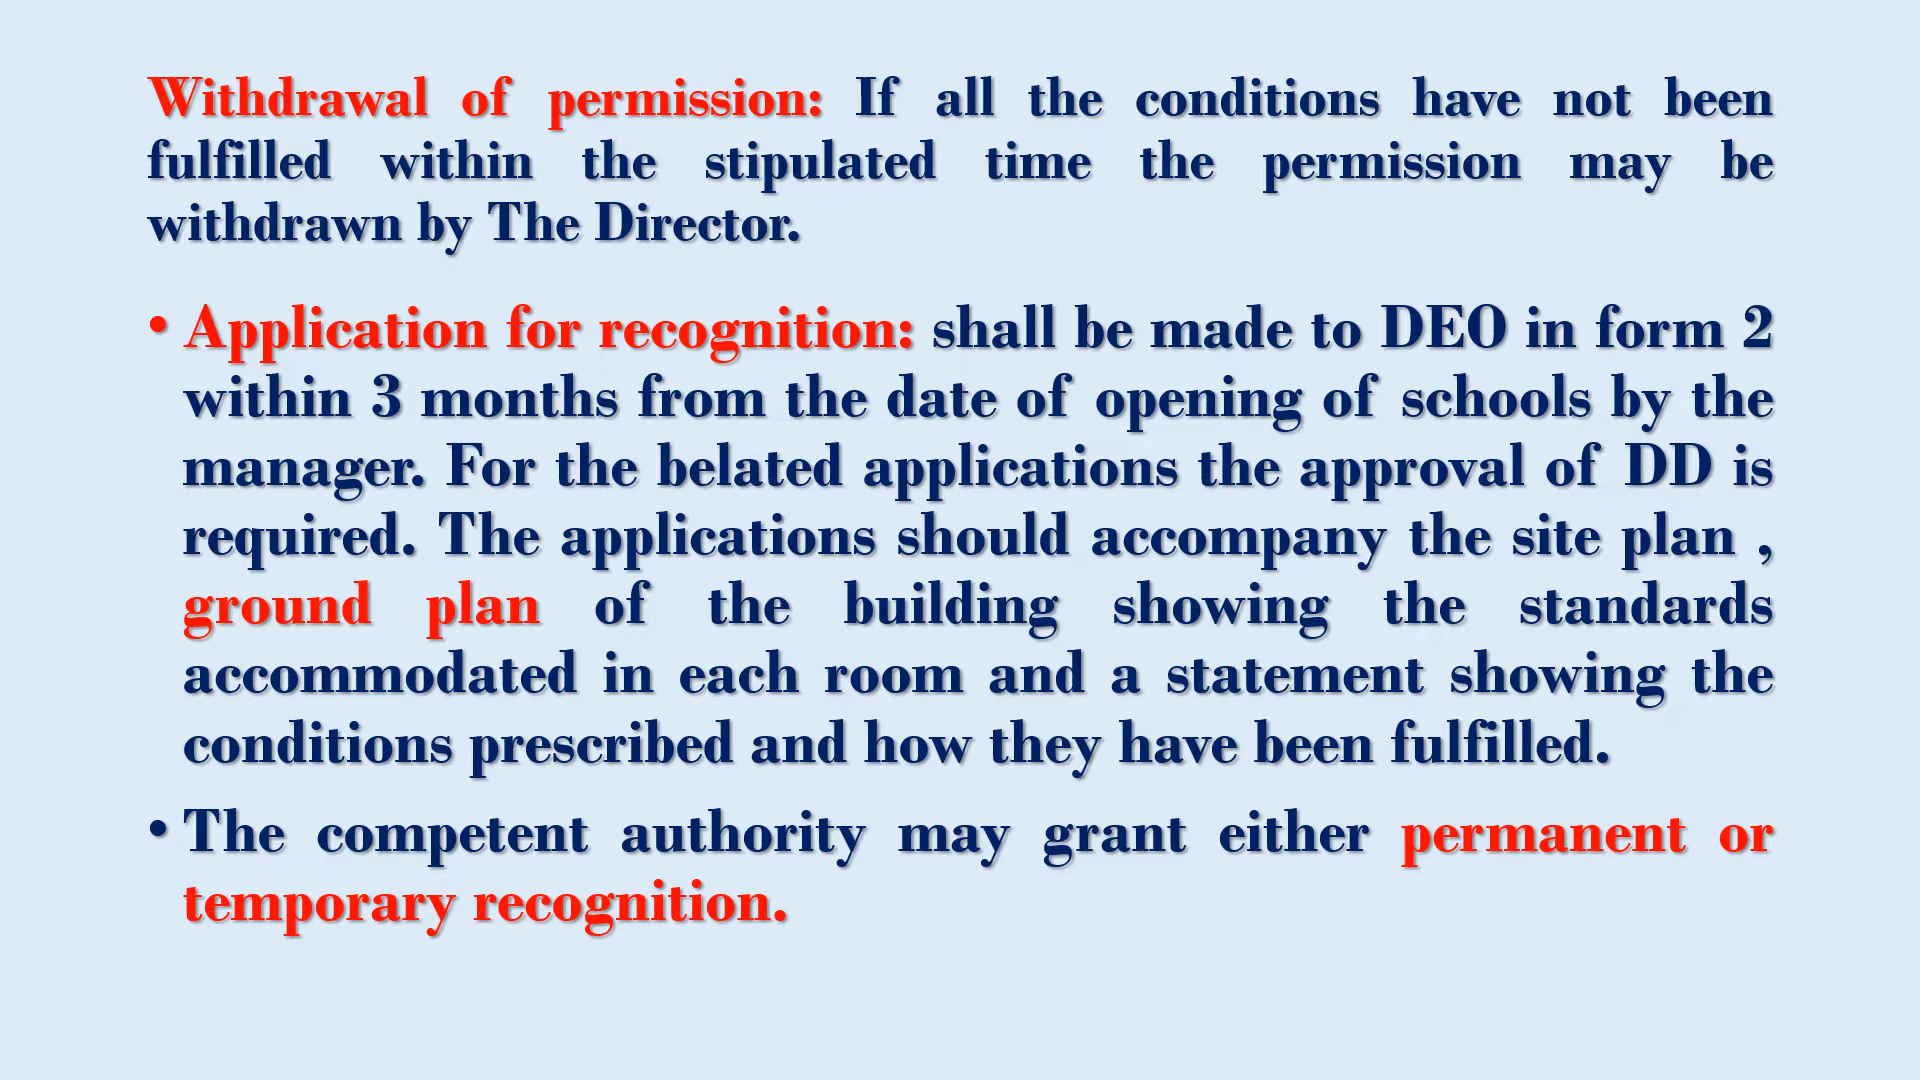 Withdrawal of permission: If all the conditions have not been
fulfilled within the stipulated time the permission may be
withdrawn by The Director.
• Application for recognition: shall be made to DEO in form 2
within 3 months from the date of opening of schools by the
manager. For the belated applications the approval of DD is
required. The applications should accompany the site plan ,
ground plan of the building showing the standards
accommodated in each room and a statement showing the
conditions prescribed and how they have been fulfilled.
• The competent authority may grant either permanent or
temporary recognition.